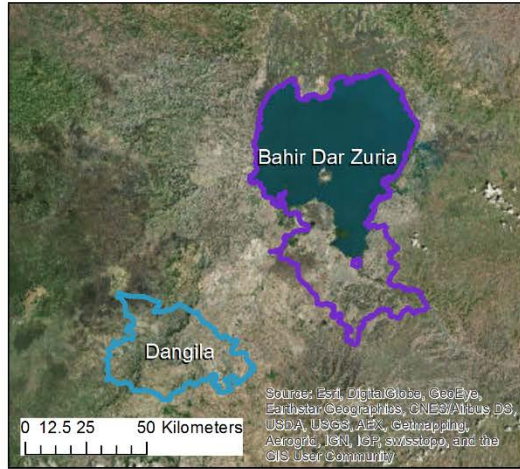 Bahir Dar Zuria
Dangila
Source: Esri, DigitalGlobe, GeoEye,
Earthstar Geographics, CNES/Airbus DS,
USDA, USGS, AEX, Getmapping,
Aerogrid, IGN, IGP, swisstopo, and the
GIS User Community
0 12.5 25 50 Kilometers